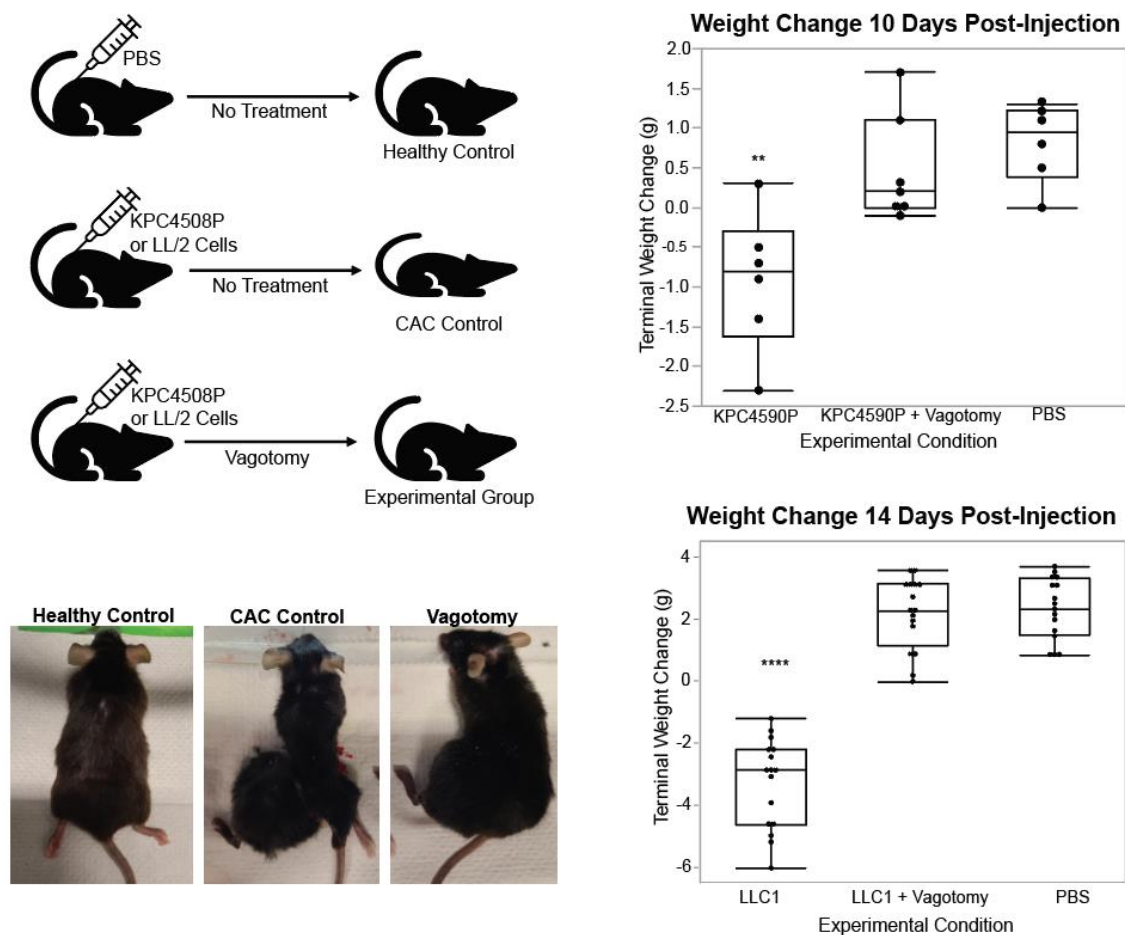 PBS
No Treatment
Healthy Control
KPC4508P
or LL/2 Cells
No Treatment
CAC Control
KPC4508P
or LL/2 Cells
Vagotomy
Experimental Group
Healthy Control
CAC Control
Vagotomy
Weight Change 10 Days Post-Injection
Terminal Weight Change (g)
2.0
1.5
1.0
0.5
0.0
-0.5
-1.0
-1.5
-2.0
-2.5
**
KPC4590P
KPC4590P + Vagotomy
PBS
Experimental Condition
Weight Change 14 Days Post-Injection
Terminal Weight Change (g)
4
2
0
-2
-4
-6
****
LLC1
LLC1 + Vagotomy
PBS
Experimental Condition